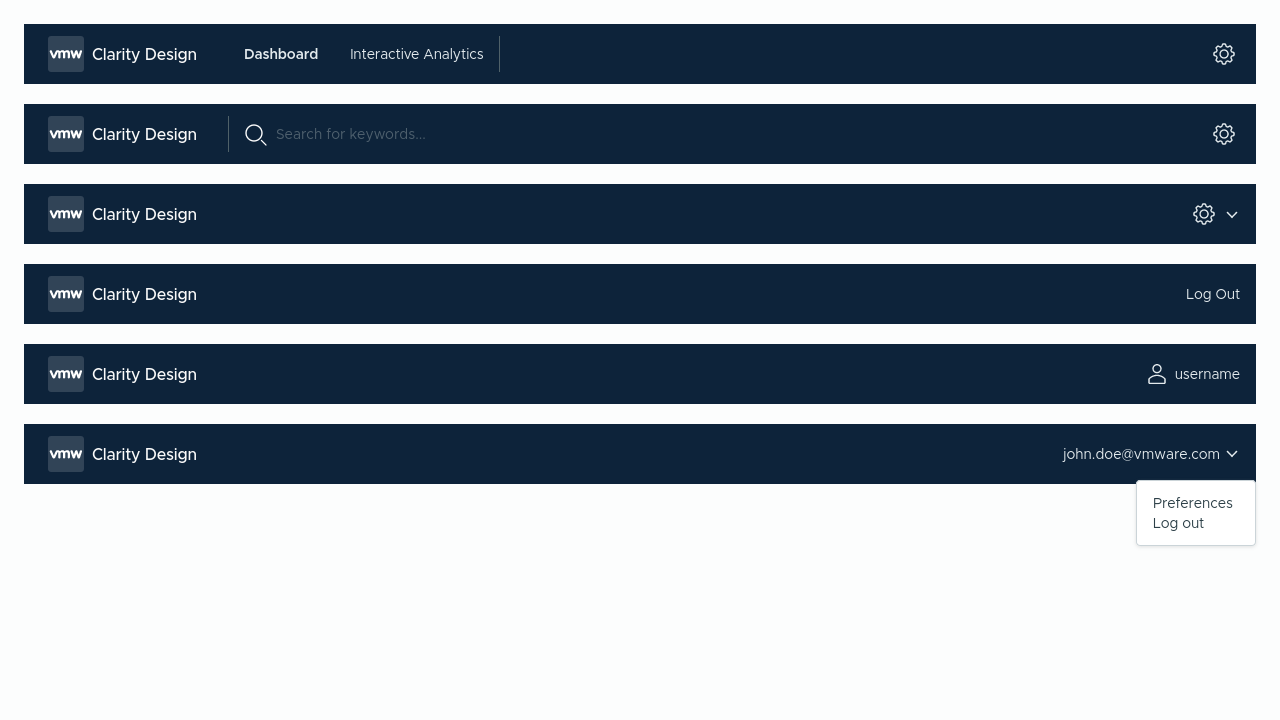 vmw Clarity Design Dashboard Interactive Analytics
vmw Clarity Design Search for keywords...
vmw Clarity Design
vmw Clarity Design Log Out
vmw Clarity Design username
vmw Clarity Design john.doe@vmware.com
Preferences
Log out